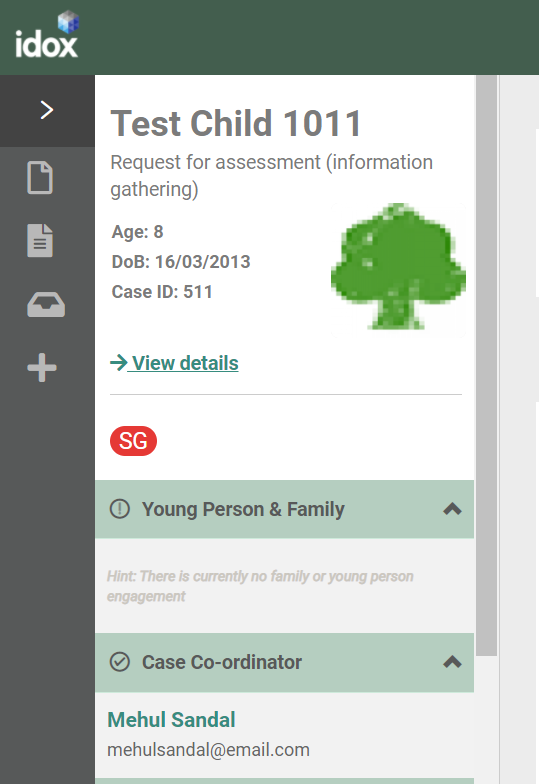 idox
Test Child 1011
Request for assessment (information
gathering)
Age: 8
DoB: 16/03/2013
Case ID: 511
View details
SG
Young Person & Family
Hint: There is currently no family or young person
engagement
Case Co-ordinator
Mehul Sandal
mehulsandal@email.com